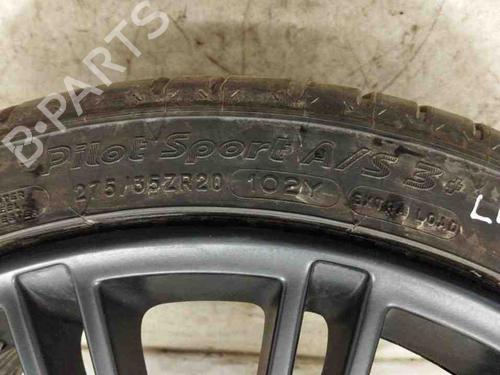 B-PARTS
Pilot Sport A/S 3+
275/35ZR20 102Y EXTRA LOAD